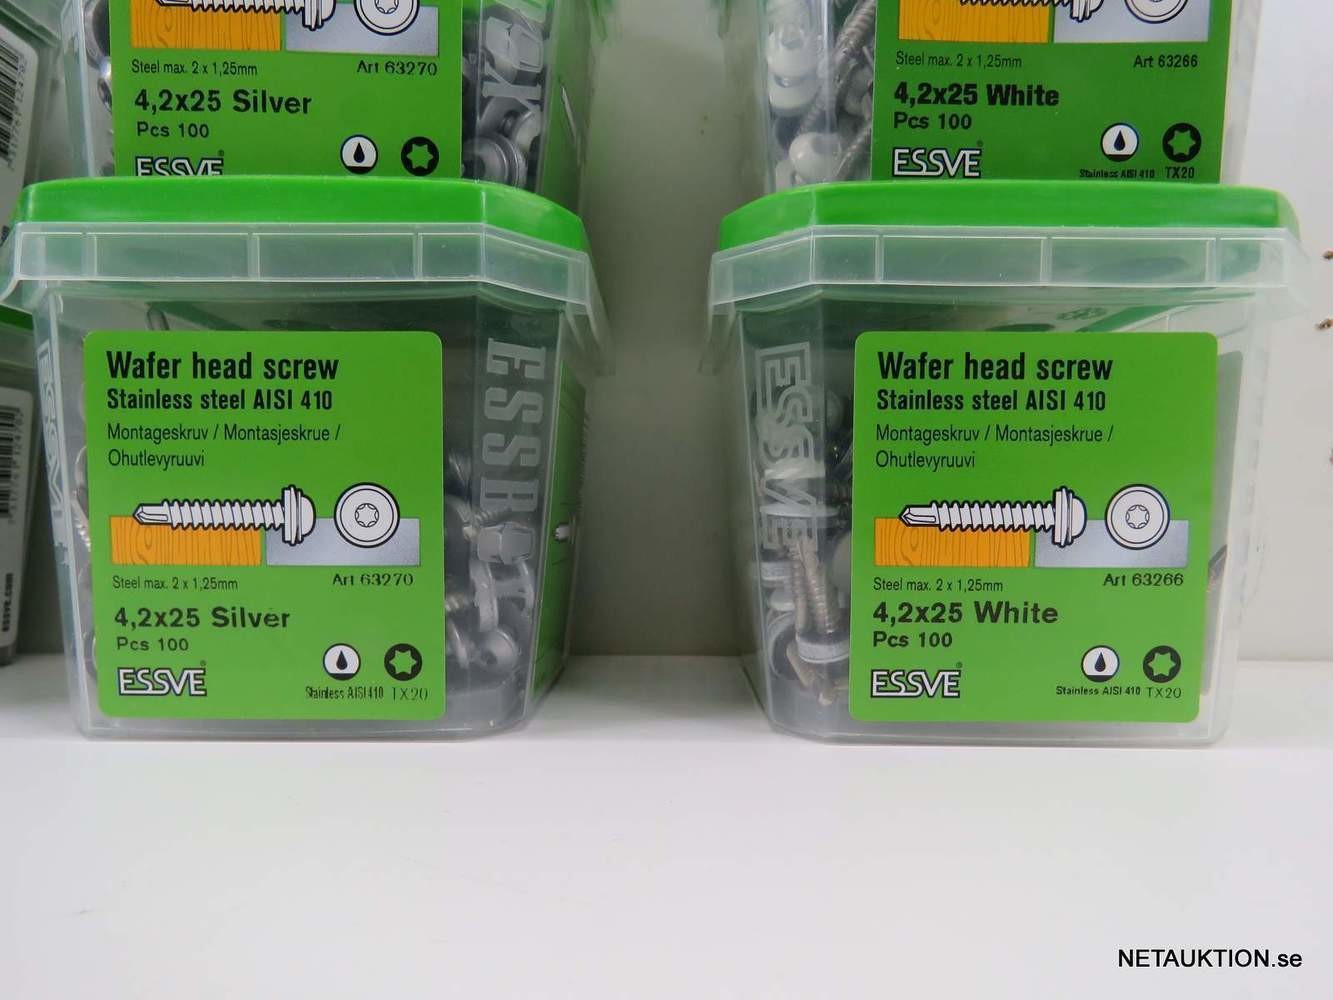 Steel max. 2 x 1,25mm
Art 63270
4,2x25 Silver
Pcs 100
ESSVE
Steel max. 2 x 1,25mm
Art 63266
4,2x25 White
Pcs 100
ESSVE
Stainless AISI 410
TX20
Wafer head screw
Stainless steel AISI 410
Montageskruv / Montasjeskrue /
Ohutlevyruuvi
Steel max. 2 x 1,25mm
Art 63270
4,2x25 Silver
Pcs 100
ESSVE®
Stainless AISI 410
TX20
Wafer head screw
Stainless steel AISI 410
Montageskruv / Montasjeskrue /
Ohutlevyruuvi
Steel max. 2 x 1,25mm
Art 63266
4,2x25 White
Pcs 100
ESSVE®
Stainless AISI 410
TX20
ESSVE
essve.com
NETAUKTION.se